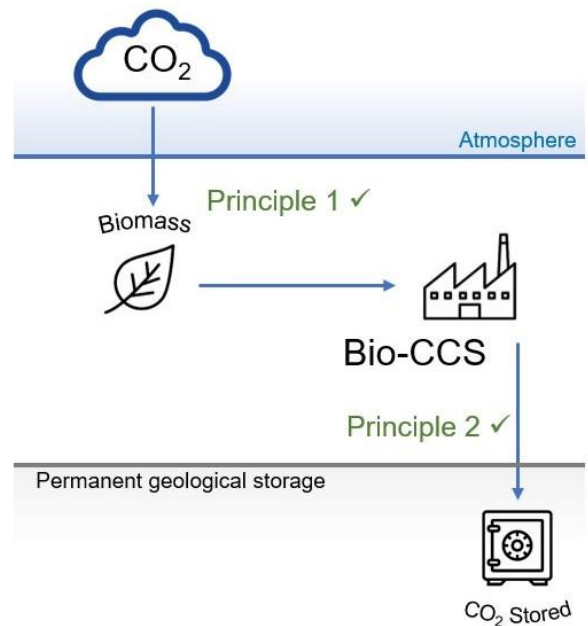 CO₂
Atmosphere
Principle 1 ✓
Biomass
Bio-CCS
Principle 2 ✓
Permanent geological storage
CO₂ Stored